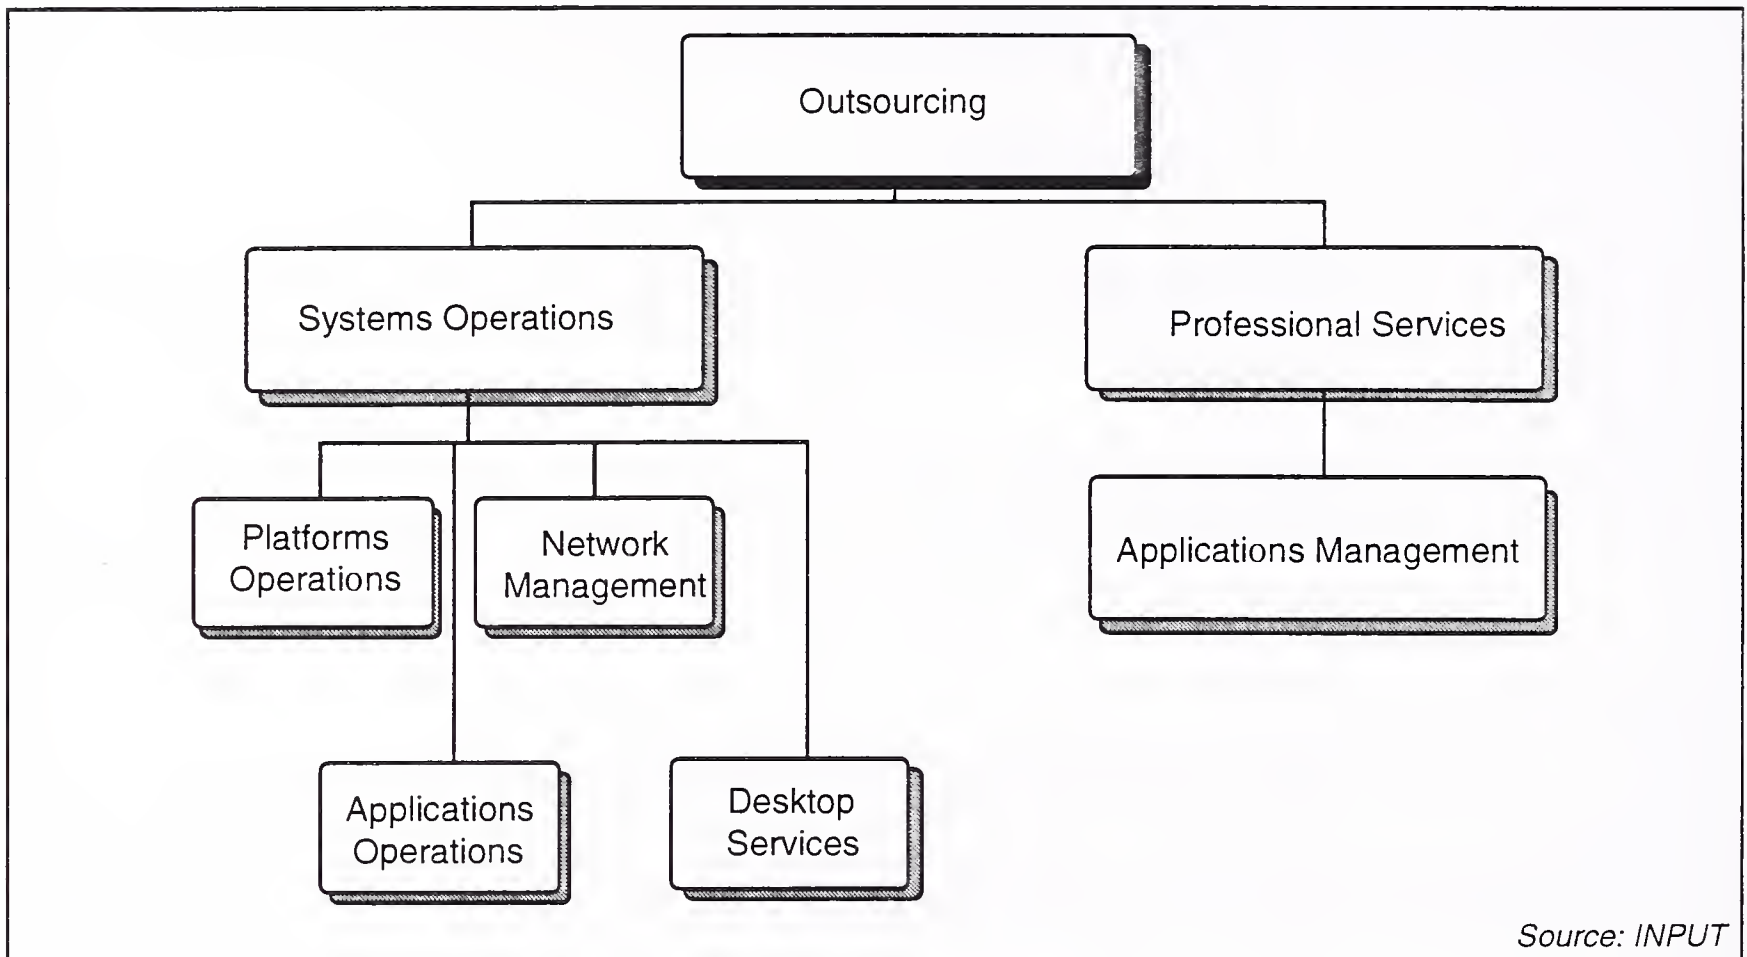 Outsourcing
Systems Operations
Professional Services
Platforms
Operations
Network
Management
Applications Management
Applications
Operations
Desktop
Services
Source: INPUT